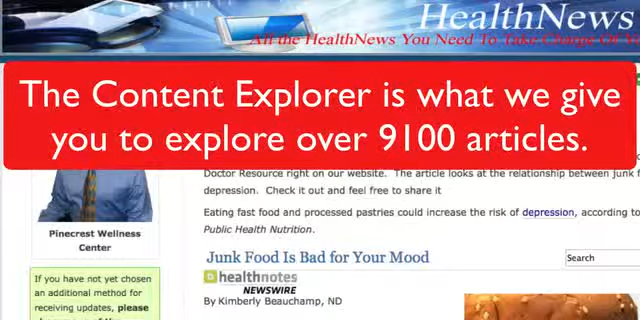 HealthNews
All the HealthNews You Need To Take Charge Of Y
The Content Explorer is what we give
you to explore over 9100 articles.
Doctor Resource right on our website. The article looks at the relationship between junk f
depression. Check it out and feel free to share it
Eating fast food and processed pastries could increase the risk of depression, according to
Public Health Nutrition.
Pinecrest Wellness
Center
Junk Food Is Bad for Your Mood
Search
healthnotes
NEWSWIRE
By Kimberly Beauchamp, ND
If you have not yet chosen
an additional method for
receiving updates, please